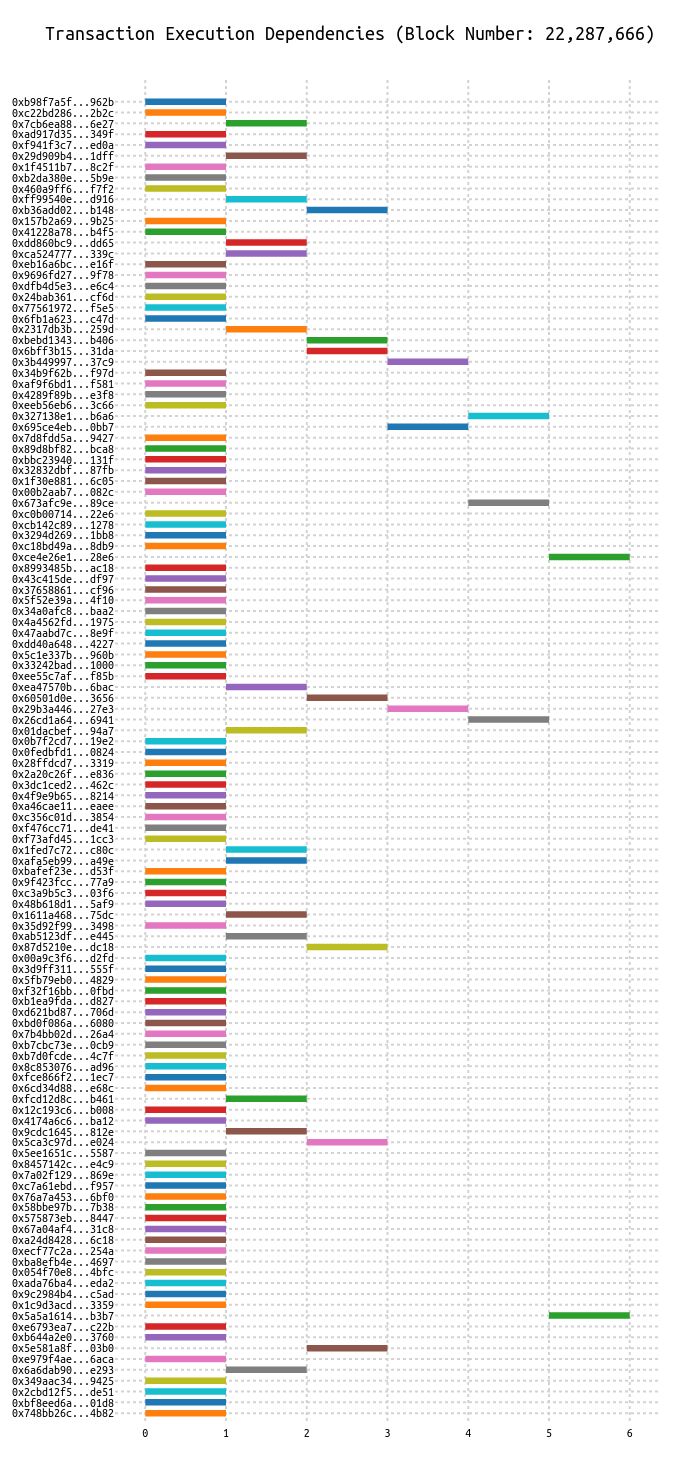 Transaction Execution Dependencies (Block Number: 22,287,666)
0xb98f7a5f...962b
0xc22bd286...2b2c
0x7cb6ea88...6e27
0xad917d35...349f
0xf941f3c7...ed0a
0x29d909b4...1dff
0x1f4511b7...8c2f
0xb2da380e...5b9e
0x460a9ff6...f7f2
0xff99540e...d916
0xb36add02...b148
0x157b2a69...9b25
0x41228a78...b4f5
0xdd860bc9...dd65
0xca524777...339c
0xeb16a6bc...e16f
0x9696fd27...9f78
0xdfb4d5e3...e6c4
0x24bab361...cf6d
0x77561972...f5e5
0x6fb1a623...c47d
0x2317db3b...259d
0xbebd1343...b406
0x6bff3b15...31da
0x3b449997...37c9
0x34b9f62b...f97d
0xaf9f6bd1...f581
0x4289f89b...e3f8
0xeeb56eb6...3c66
0x327138e1...b6a6
0x695ce4eb...0bb7
0x7d8fdd5a...9427
0x89d8bf82...bca8
0xbbc23940...131f
0x32832dbf...87fb
0x1f30e881...6c05
0x00b2aab7...082c
0x673afc9e...89ce
0xc0b00714...22e6
0xcb142c89...1278
0x3294d269...1bb8
0xc18bd49a...8db9
0xce4e26e1...28e6
0x8993485b...ac18
0x43c415de...df97
0x37658861...cf96
0x5f52e39a...4f10
0x34a0afc8...baa2
0x4a4562fd...1975
0x47aabd7c...8e9f
0xdd40a648...4227
0x5c1e337b...960b
0x33242bad...1000
0xee55c7af...f85b
0xea47570b...6bac
0x60501d0e...3656
0x29b3a446...27e3
0x26cd1a64...6941
0x01dacbef...94a7
0x0b7f2cd7...19e2
0x0fedbfd1...0824
0x28ffdcd7...3319
0x2a20c26f...e836
0x3dc1ced2...462c
0x4f9e9b65...8214
0xa46cae11...eaee
0xc356c01d...3854
0xf476cc71...de41
0xf73afd45...1cc3
0x1fed7c72...c80c
0xafa5eb99...a49e
0xbafef23e...d53f
0x9f423fcc...77a9
0xc3a9b5c3...03f6
0x48b618d1...5af9
0x1611a468...75dc
0x35d92f99...3498
0xab5123df...e445
0x87d5210e...dc18
0x00a9c3f6...d2fd
0x3d9ff311...555f
0x5fb79eb0...4829
0xf32f16bb...0fbd
0xb1ea9fda...d827
0xd621bd87...706d
0xbd0f086a...6080
0x7b4bb02d...26a4
0xb7cbc73e...0cb9
0xb7d0fcde...4c7f
0x8c853076...ad96
0xfce866f2...1ec7
0x6cd34d88...e68c
0xfcd12d8c...b461
0x12c193c6...b008
0x4174a6c6...ba12
0x9cdc1645...812e
0x5ca3c97d...e024
0x5ee1651c...5587
0x8457142c...e4c9
0x7a02f129...869e
0xc7a61ebd...f957
0x76a7a453...6bf0
0x58bbe97b...7b38
0x575873eb...8447
0x67a04af4...31c8
0xa24d8428...6c18
0xecf77c2a...254a
0xba8efb4e...4697
0x054f70e8...4bfc
0xada76ba4...eda2
0x9c2984b4...c5ad
0x1c9d3acd...3359
0x5a5a1614...b3b7
0xe6793ea7...c22b
0xb644a2e0...3760
0x5e581a8f...03b0
0xe979f4ae...6aca
0x6a6dab90...e293
0x349aac34...9425
0x2cbd12f5...de51
0xbf8eed6a...01d8
0x748bb26c...4b82
0 1 2 3 4 5 6